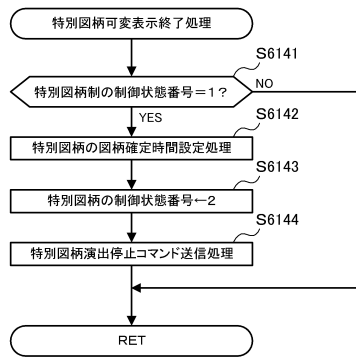 特別図柄可変表示終了処理
S6141
特別図柄制の制御状態番号=1?
NO
YES
S6142
特別図柄の図柄確定時間設定処理
S6143
特別図柄の制御状態番号←2
S6144
特別図柄演出停止コマンド送信処理
RET